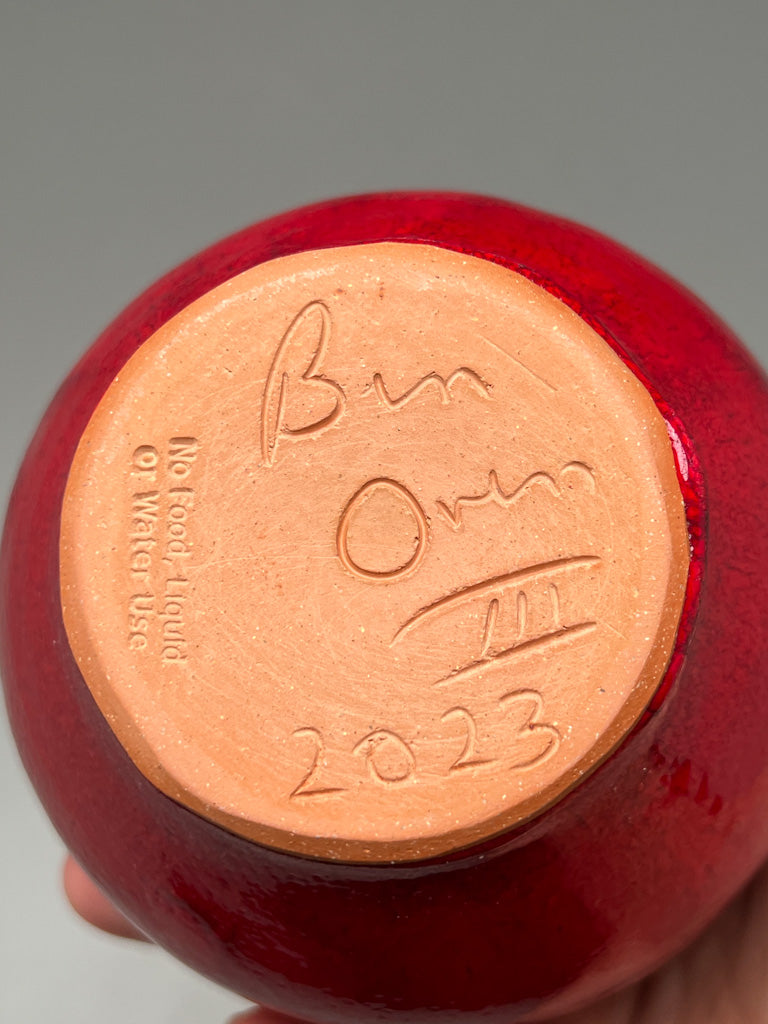 Ben
Owen
III
2023
No Food, Liquid
or Water Use